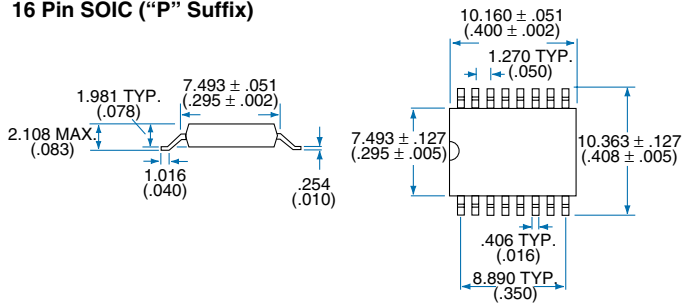 16 Pin SOIC (“P” Suffix)
10.160 ± .051
(.400 ± .002)
1.270 TYP.
(.050)
7.493 ± .051
(.295 ± .002)
1.981 TYP.
(.078)
2.108 MAX.
(.083)
1.016
(.040)
.254
(.010)
7.493 ± .127
(.295 ± .005)
10.363 ± .127
(.408 ± .005)
.406 TYP.
(.016)
8.890 TYP.
(.350)